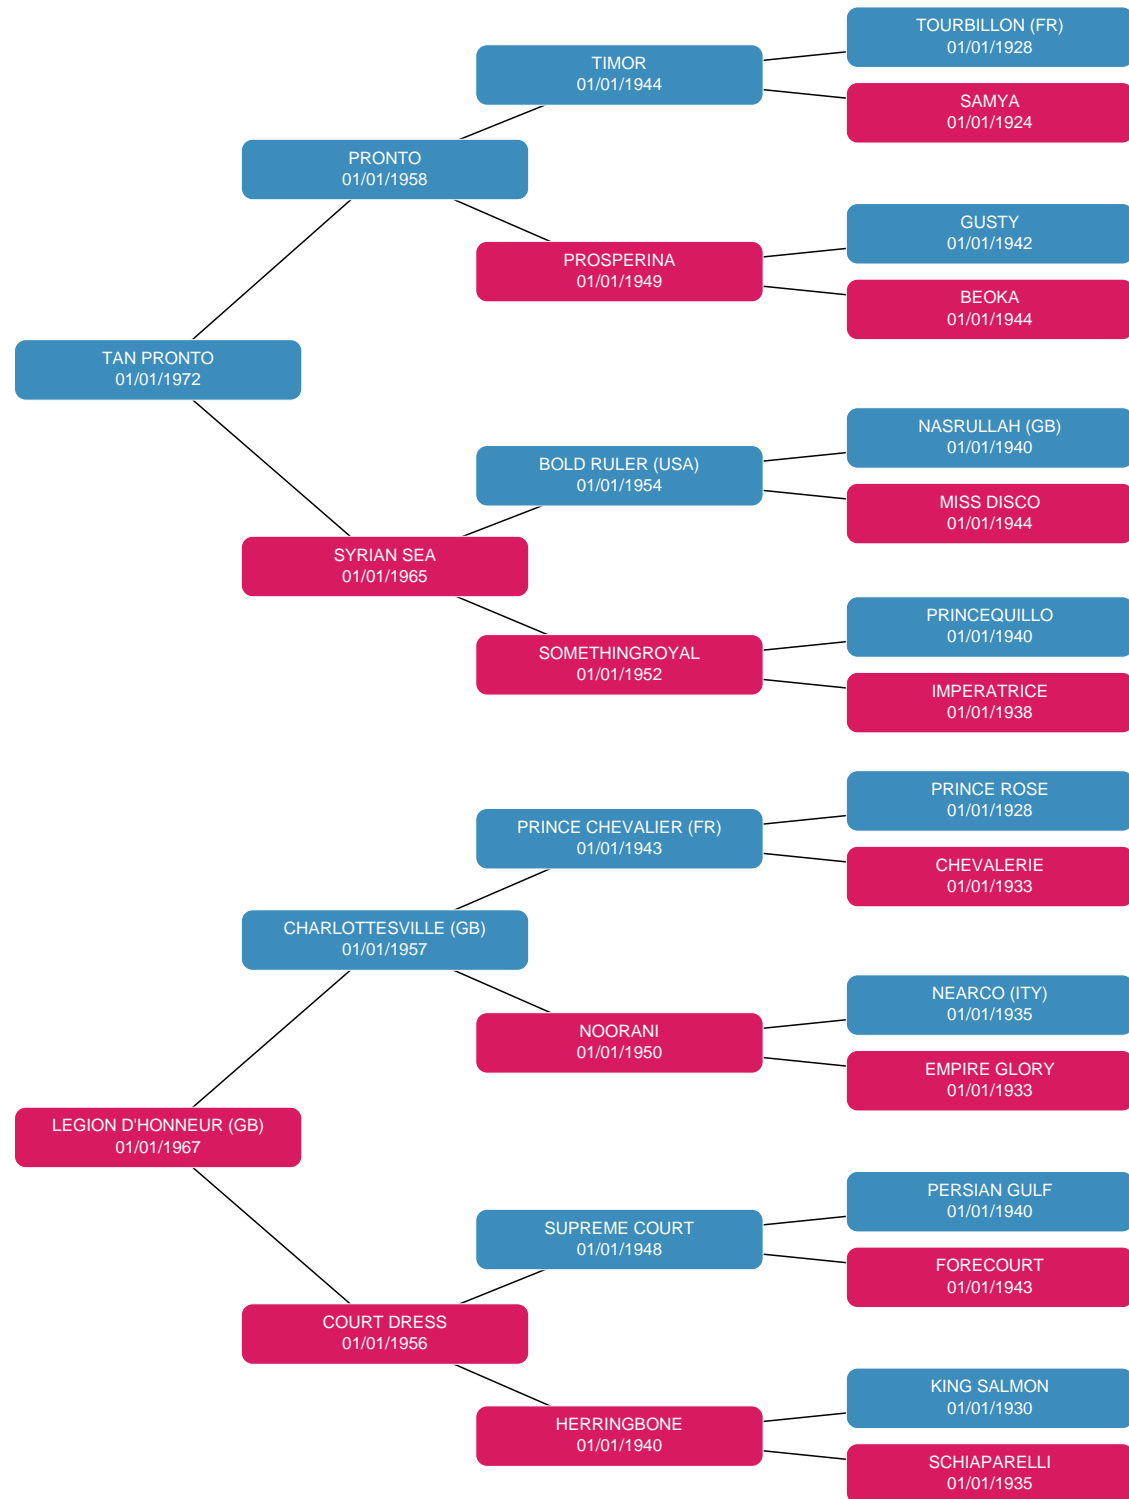 TOURBILLON (FR)
01/01/1928
TIMOR
01/01/1944
SAMYA
01/01/1924
PRONTO
01/01/1958
GUSTY
01/01/1942
PROSPERINA
01/01/1949
BEOKA
01/01/1944
TAN PRONTO
01/01/1972
NASRULLAH (GB)
01/01/1940
BOLD RULER (USA)
01/01/1954
MISS DISCO
01/01/1944
SYRIAN SEA
01/01/1965
PRINCEQUILLO
01/01/1940
SOMETHINGROYAL
01/01/1952
IMPERATRICE
01/01/1938
PRINCE ROSE
01/01/1928
PRINCE CHEVALIER (FR)
01/01/1943
CHEVALERIE
01/01/1933
CHARLOTTESVILLE (GB)
01/01/1957
NEARCO (ITY)
01/01/1935
NOORANI
01/01/1950
EMPIRE GLORY
01/01/1933
LEGION D'HONNEUR (GB)
01/01/1967
PERSIAN GULF
01/01/1940
SUPREME COURT
01/01/1948
FORECOURT
01/01/1943
COURT DRESS
01/01/1956
KING SALMON
01/01/1930
HERRINGBONE
01/01/1940
SCHIAPARELLI
01/01/1935